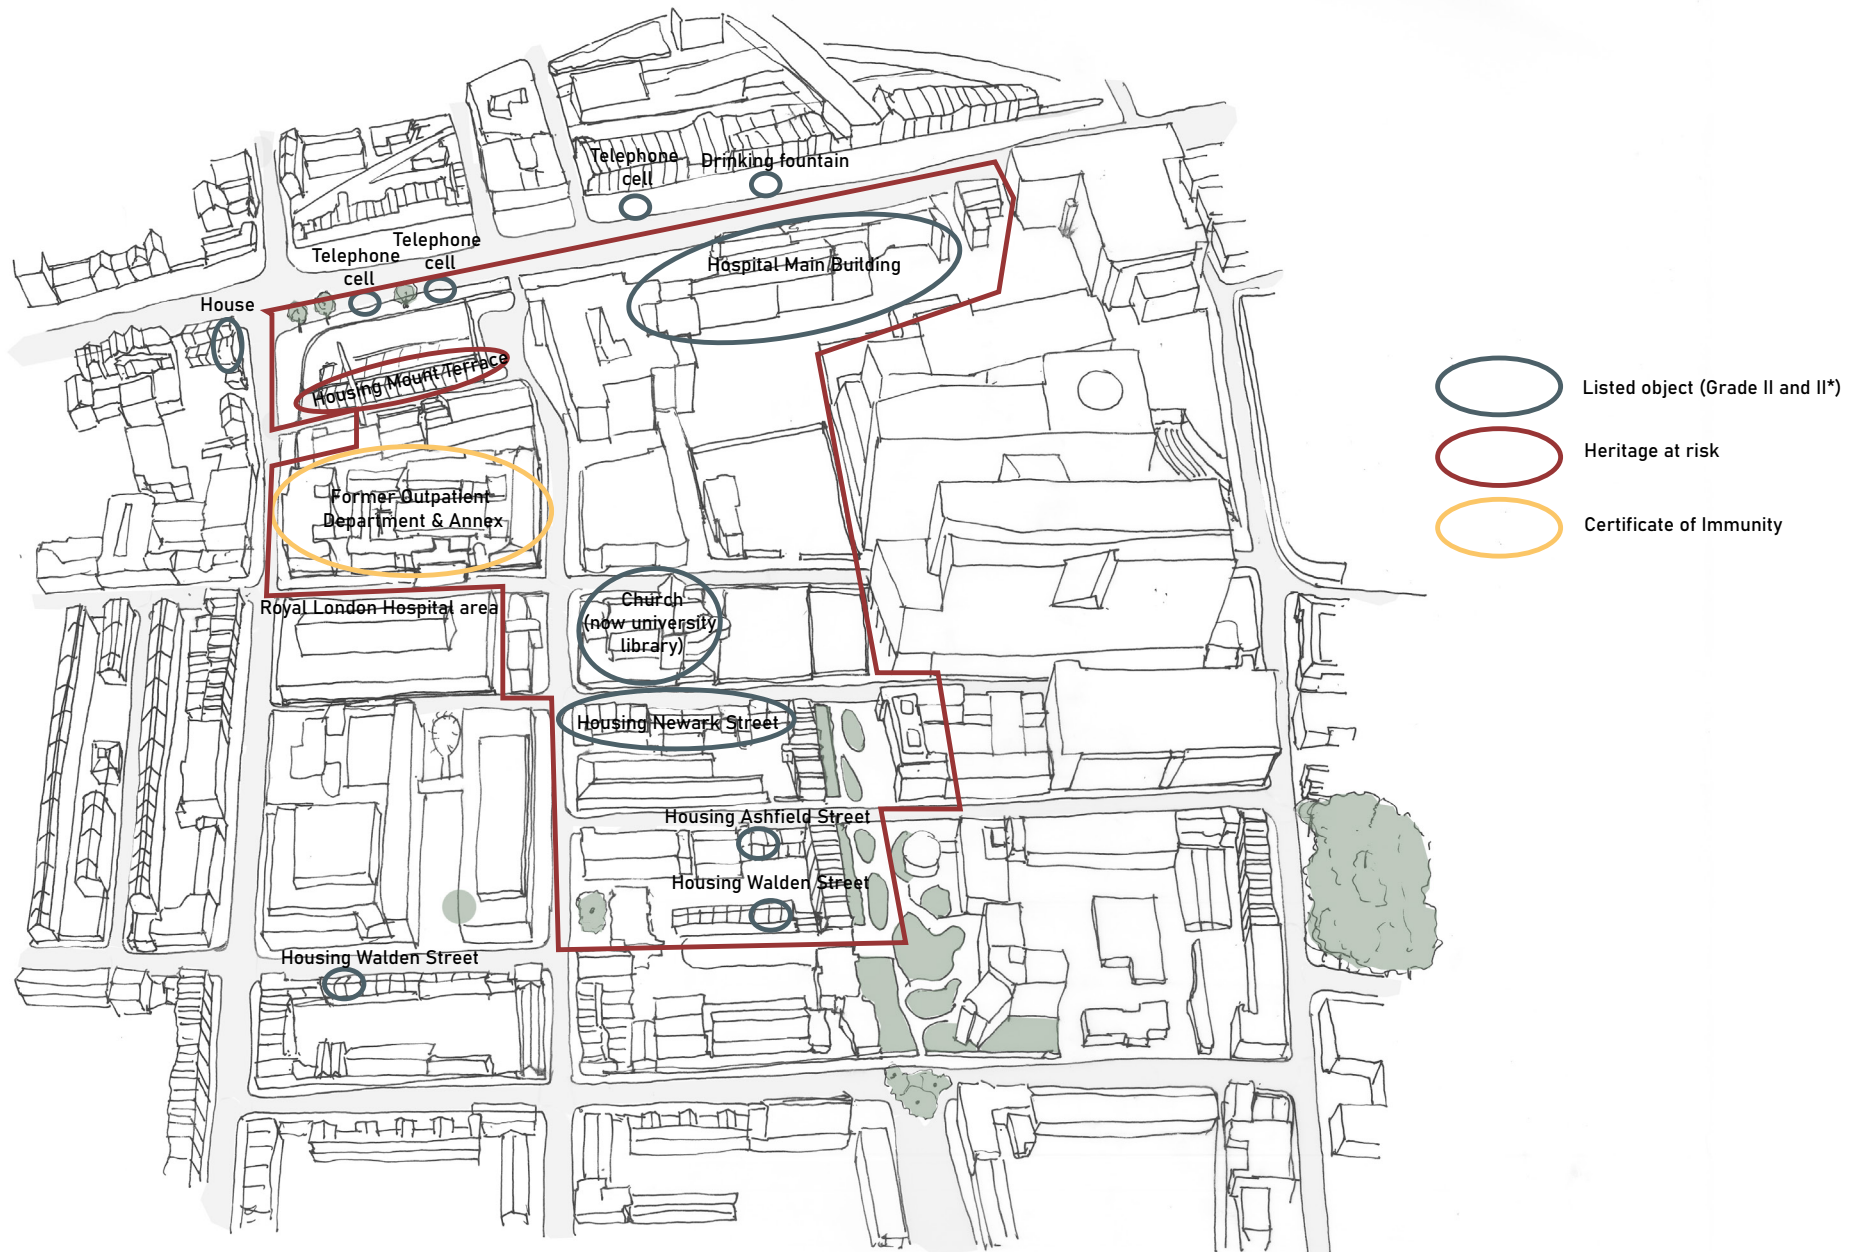 Telephone
cell
Drinking fountain
Telephone
cell
Telephone
cell
Hospital Main Building
House
Housing Mount Terrace
Listed object (Grade II and II*)
Heritage at risk
Certificate of Immunity
Former Outpatient
Department & Annex
Royal London Hospital area
Church
(now university
library)
Housing Newark Street
Housing Ashfield Street
Housing Walden Street
Housing Walden Street